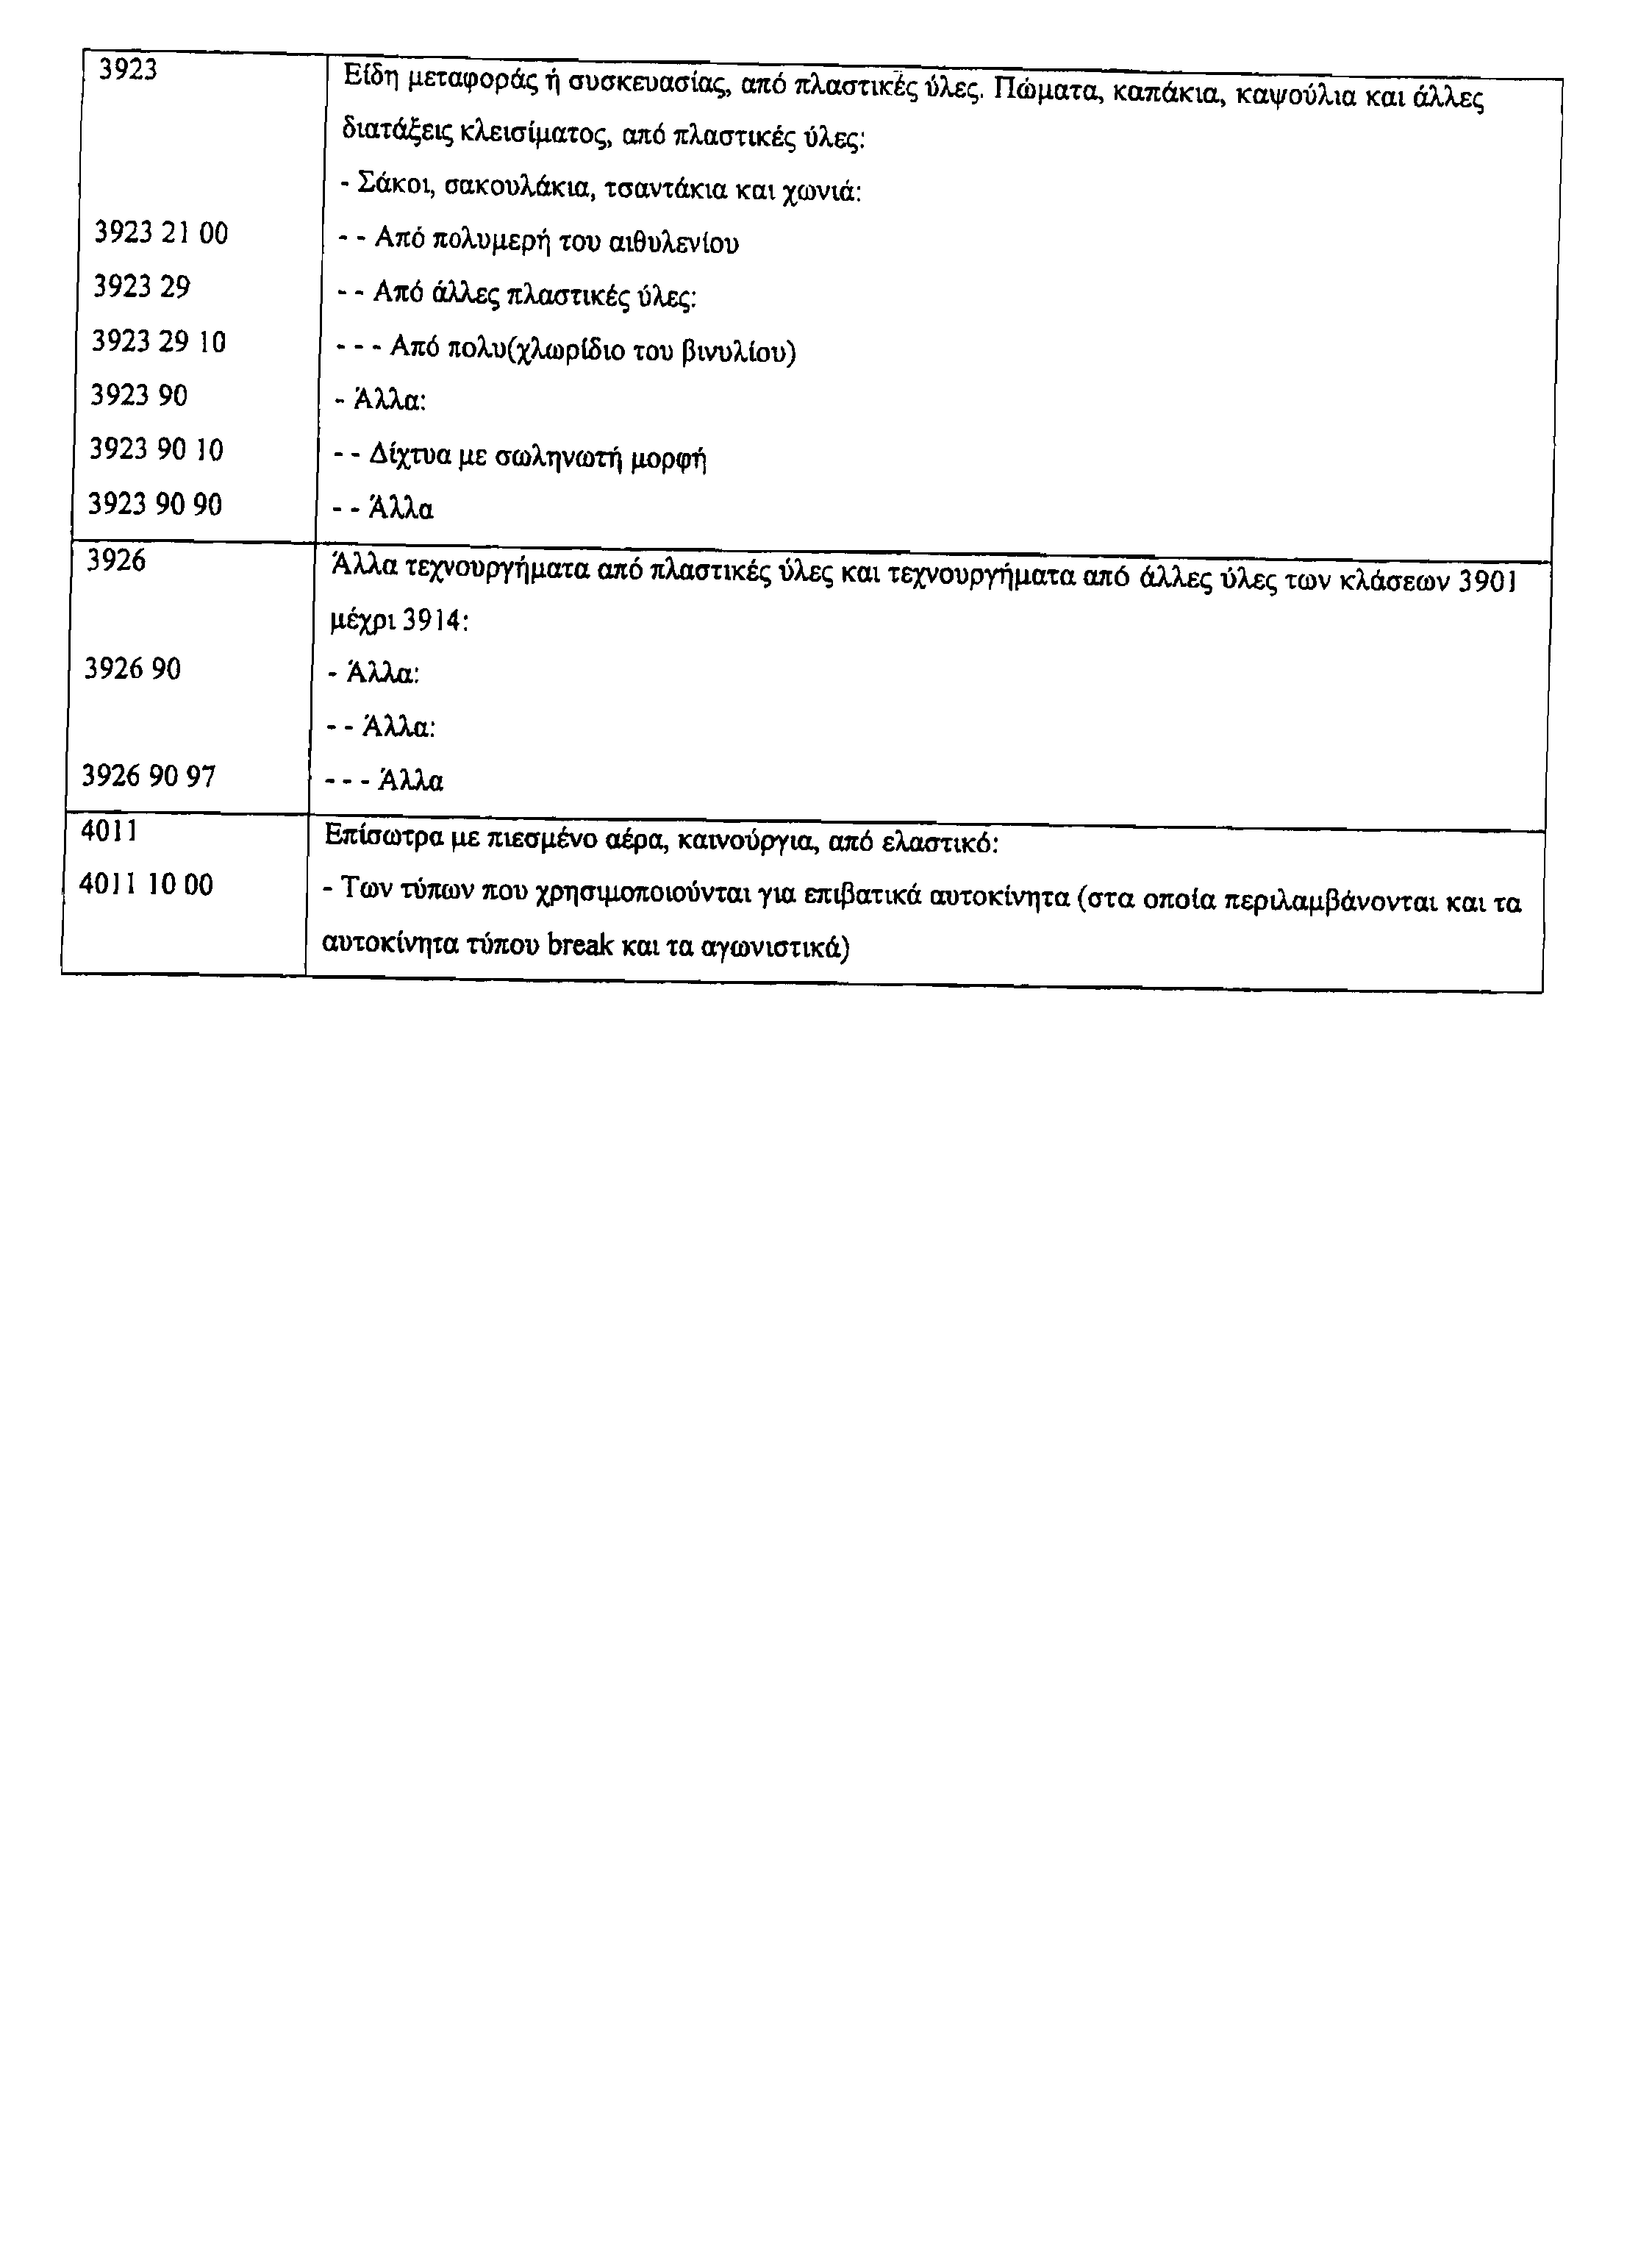 3923 Είδη μεταφοράς ή συσκευασίας, από πλαστικές ύλες. Πώματα, καπάκια, καψούλια και άλλες
διατάξεις κλεισίματος, από πλαστικές ύλες:
- Σάκοι, σακουλάκια, τσαντάκια και χωνιά:
3923 21 00 - - Από πολυμερή του αιθυλενίου
3923 29 - - Από άλλες πλαστικές ύλες:
3923 29 10 - - - Από πολυ(χλωρίδιο του βινυλίου)
3923 90 - Άλλα:
3923 90 10 - - Δίχτυα με σωληνωτή μορφή
3923 90 90 - - Άλλα
3926 Άλλα τεχνουργήματα από πλαστικές ύλες και τεχνουργήματα από άλλες ύλες των κλάσεων 3901
μέχρι 3914:
3926 90 - Άλλα:
- - Άλλα:
3926 90 97 - - - Άλλα
4011 Επίσωτρα με πιεσμένο αέρα, καινούργια, από ελαστικό:
4011 10 00 - Των τύπων που χρησιμοποιούνται για επιβατικά αυτοκίνητα (στα οποία περιλαμβάνονται και τα
αυτοκίνητα τύπου break και τα αγωνιστικά)